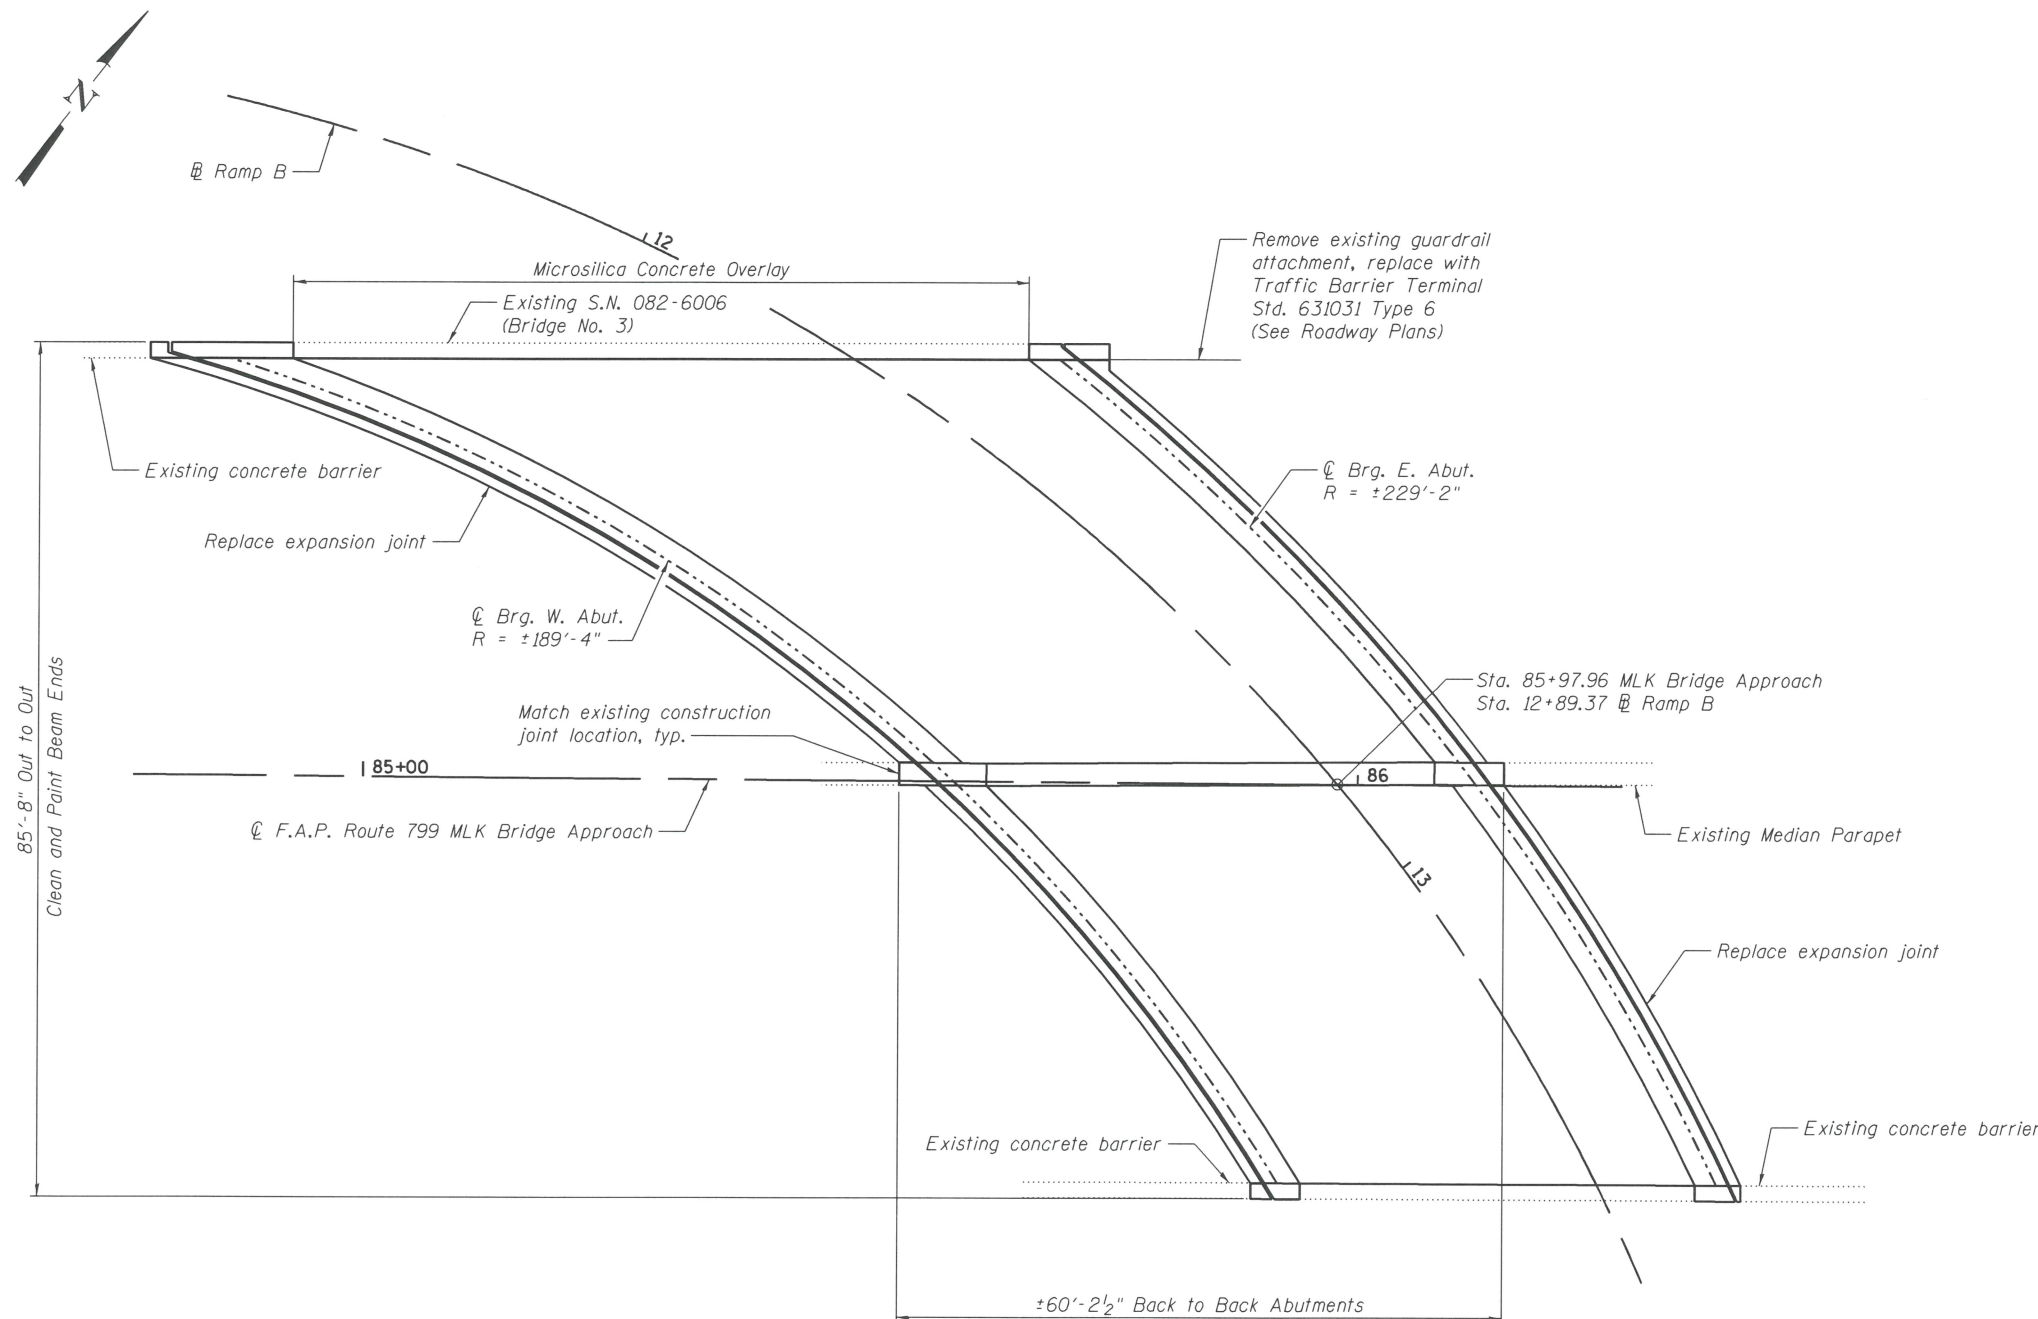 N
℄ Ramp B
12
Microsilica Concrete Overlay
Existing S.N. 082-6006
(Bridge No. 3)
Remove existing guardrail
attachment, replace with
Traffic Barrier Terminal
Std. 631031 Type 6
(See Roadway Plans)
Existing concrete barrier
℄ Brg. E. Abut.
R = ±229'-2"
Replace expansion joint
℄ Brg. W. Abut.
R = ±189'-4"
Sta. 85+97.96 MLK Bridge Approach
Sta. 12+89.37 ℄ Ramp B
85'-8" Out to Out
Clean and Paint Beam Ends
Match existing construction
joint location, typ.
85+00
86
℄ F.A.P. Route 799 MLK Bridge Approach
Existing Median Parapet
13
Replace expansion joint
Existing concrete barrier
Existing concrete barrier
±60'-2½" Back to Back Abutments